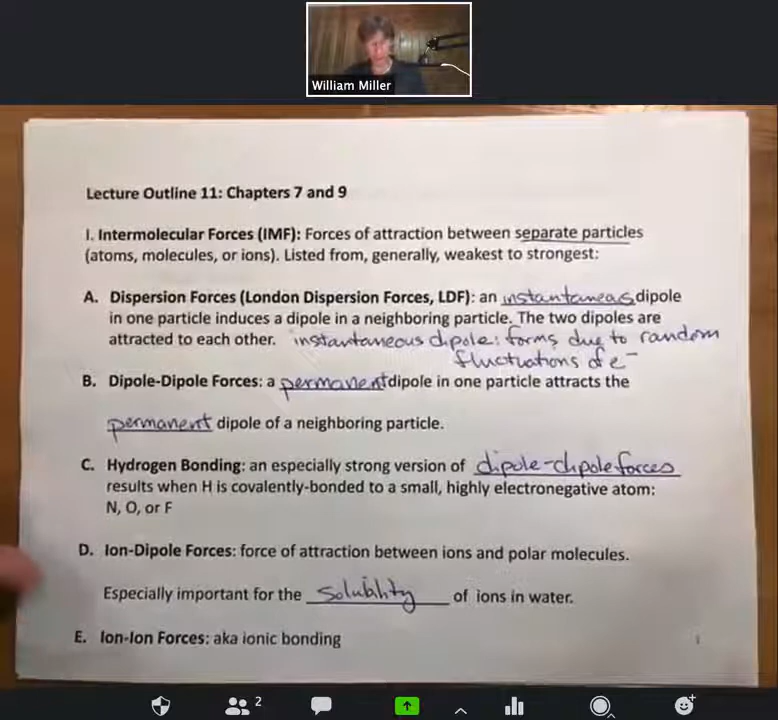 William Miller
Lecture Outline 11: Chapters 7 and 9
I. Intermolecular Forces (IMF): Forces of attraction between separate particles
(atoms, molecules, or ions). Listed from, generally, weakest to strongest:
A. Dispersion Forces (London Dispersion Forces, LDF): an instantaneous dipole
in one particle induces a dipole in a neighboring particle. The two dipoles are
attracted to each other. instantaneous dipole: forms due to random
fluctuations of e⁻
B. Dipole-Dipole Forces: a permanent dipole in one particle attracts the
permanent dipole of a neighboring particle.
C. Hydrogen Bonding: an especially strong version of dipole-dipole forces
results when H is covalently-bonded to a small, highly electronegative atom:
N, O, or F
D. Ion-Dipole Forces: force of attraction between ions and polar molecules.
Especially important for the solubility of ions in water.
E. Ion-Ion Forces: aka ionic bonding
1
2